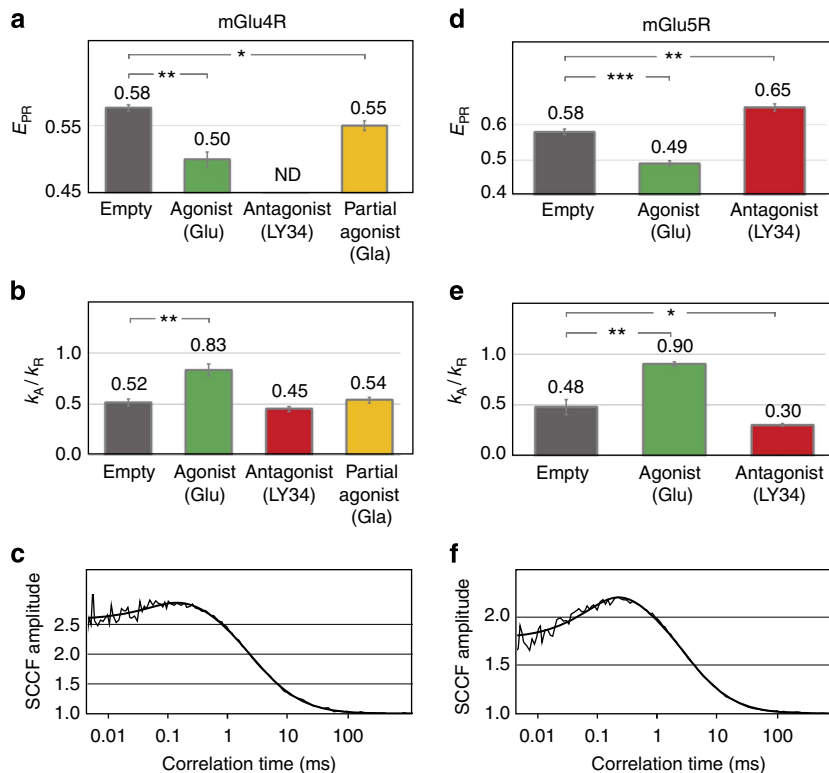 a
mGlu4R
E_PR
0.55
0.45
*
**
0.58
0.50
ND
0.55
Empty
Agonist (Glu)
Antagonist (LY34)
Partial agonist (Gla)
b
k_A / k_R
1.0
0.5
0.0
**
0.52
0.83
0.45
0.54
Empty
Agonist (Glu)
Antagonist (LY34)
Partial agonist (Gla)
c
SCCF amplitude
2.5
2.0
1.5
1.0
0.01 0.1 1 10 100
Correlation time (ms)
d
mGlu5R
E_PR
0.6
0.5
0.4
**
***
0.58
0.49
0.65
Empty
Agonist (Glu)
Antagonist (LY34)
e
k_A / k_R
1.0
0.5
0.0
*
**
0.48
0.90
0.30
Empty
Agonist (Glu)
Antagonist (LY34)
f
SCCF amplitude
2.0
1.5
1.0
0.01 0.1 1 10 100
Correlation time (ms)